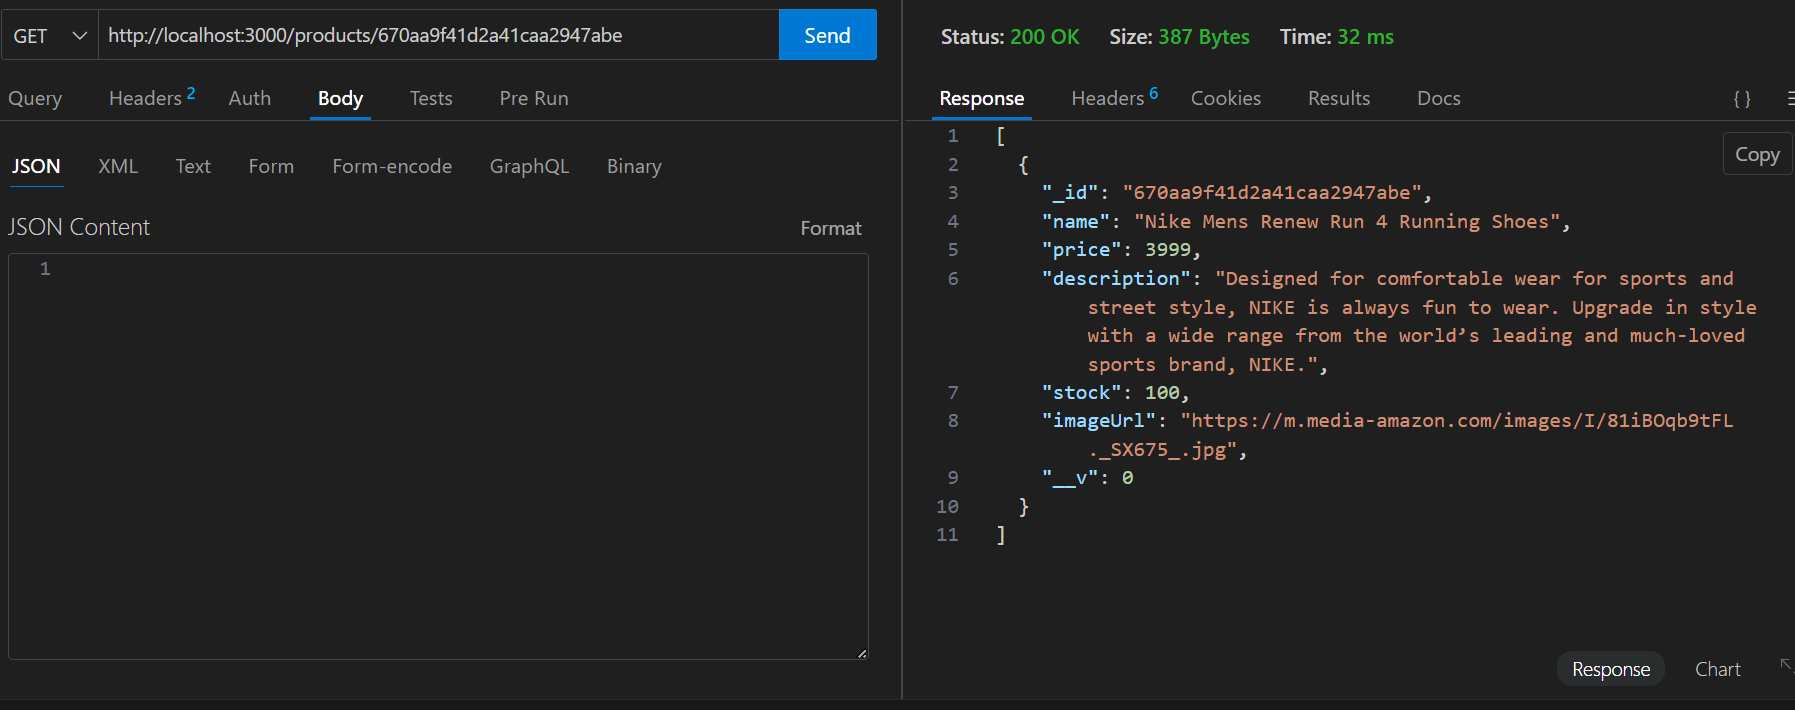 GET
http://localhost:3000/products/670aa9f41d2a41caa2947abe
Send
Query
Headers 2
Auth
Body
Tests
Pre Run
JSON
XML
Text
Form
Form-encode
GraphQL
Binary
JSON Content
Format
1
Status: 200 OK
Size: 387 Bytes
Time: 32 ms
Response
Headers 6
Cookies
Results
Docs
{ }
Copy
1 [
2 {
3 "_id": "670aa9f41d2a41caa2947abe",
4 "name": "Nike Mens Renew Run 4 Running Shoes",
5 "price": 3999,
6 "description": "Designed for comfortable wear for sports and
street style, NIKE is always fun to wear. Upgrade in style
with a wide range from the world’s leading and much-loved
sports brand, NIKE.",
7 "stock": 100,
8 "imageUrl": "https://m.media-amazon.com/images/I/81iBOqb9tFL
._SX675_.jpg",
9 "__v": 0
10 }
11 ]
Response
Chart